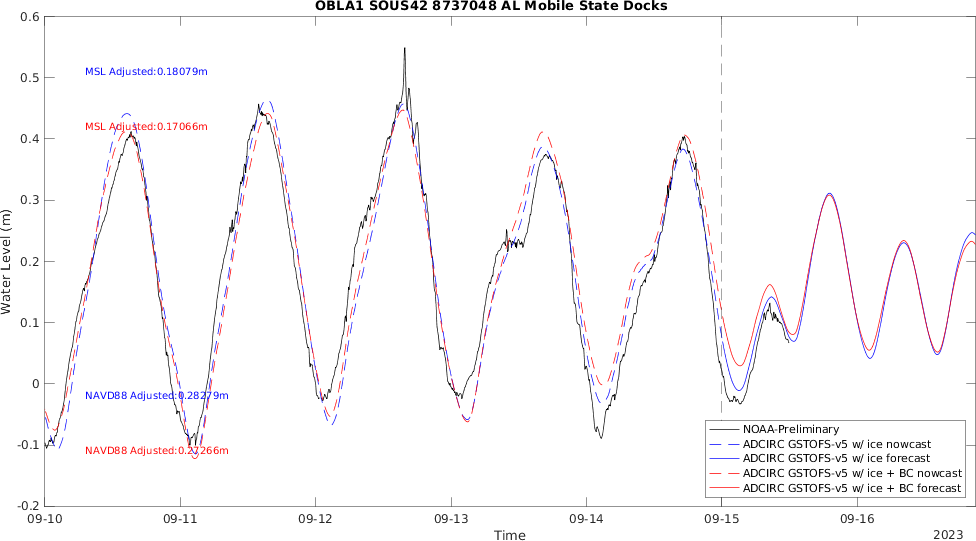 OBLA1 SOUS42 8737048 AL Mobile State Docks
0.6
0.5
0.4
0.3
0.2
0.1
0
-0.1
-0.2
Water Level (m)
MSL Adjusted:0.18079m
MSL Adjusted:0.17066m
NAVD88 Adjusted:0.28279m
NAVD88 Adjusted:0.27266m
NOAA-Preliminary
ADCIRC GSTOFS-v5 w/ ice nowcast
ADCIRC GSTOFS-v5 w/ ice forecast
ADCIRC GSTOFS-v5 w/ ice + BC nowcast
ADCIRC GSTOFS-v5 w/ ice + BC forecast
09-10 09-11 09-12 09-13 09-14 09-15 09-16
Time
2023